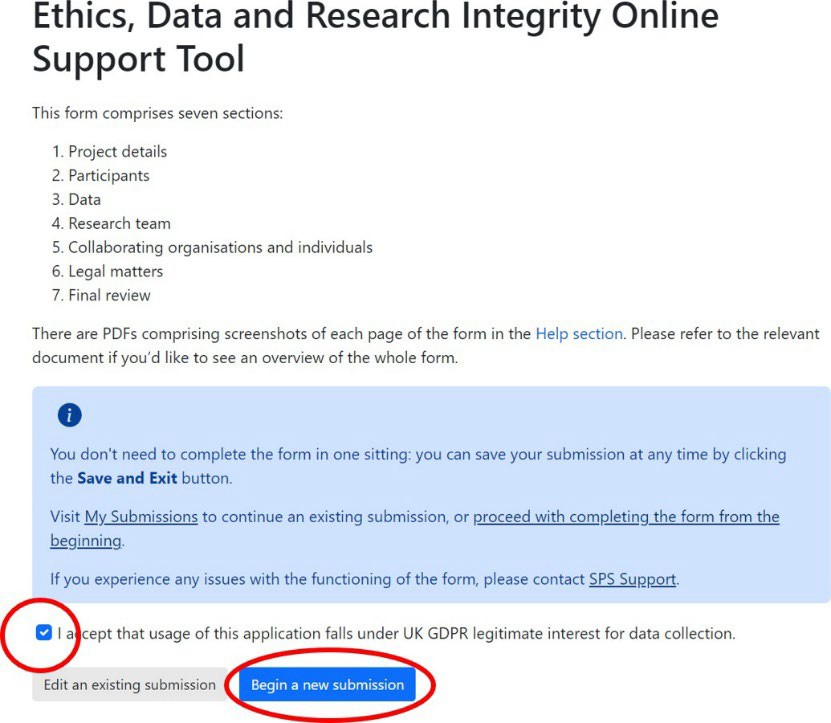 Ethics, Data and Research Integrity Online
Support Tool
This form comprises seven sections:
1. Project details
2. Participants
3. Data
4. Research team
5. Collaborating organisations and individuals
6. Legal matters
7. Final review
There are PDFs comprising screenshots of each page of the form in the Help section. Please refer to the relevant
document if you'd like to see an overview of the whole form.
i
You don't need to complete the form in one sitting: you can save your submission at any time by clicking
the Save and Exit button.
Visit My Submissions to continue an existing submission, or proceed with completing the form from the
beginning.
If you experience any issues with the functioning of the form, please contact SPS Support.
I accept that usage of this application falls under UK GDPR legitimate interest for data collection.
Edit an existing submission Begin a new submission